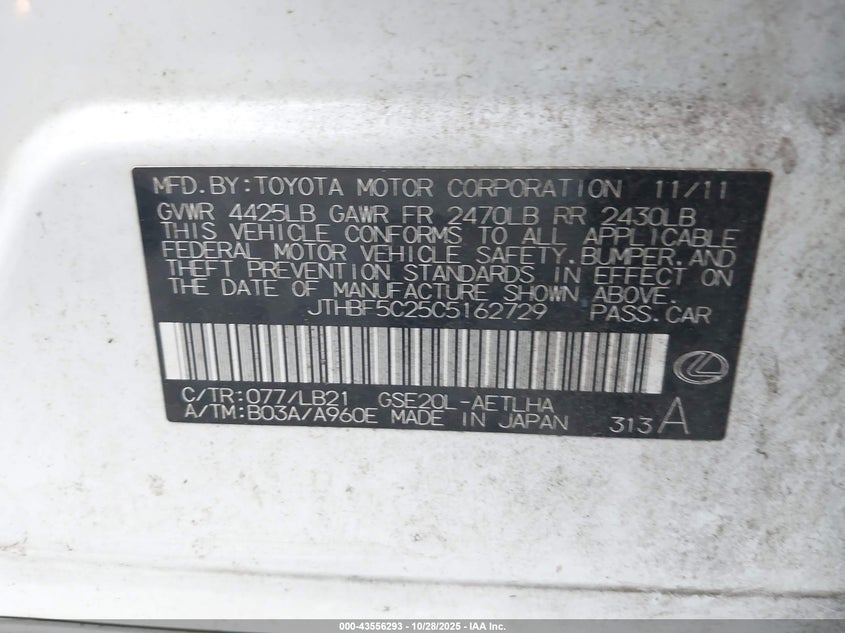 MFD.BY:TOYOTA MOTOR CORPORATION 11/11
GVWR 4425LB GAWR FR 2470LB RR 2430LB
THIS VEHICLE CONFORMS TO ALL APPLICABLE
FEDERAL MOTOR VEHICLE SAFETY.BUMPER.AND
THEFT PREVENTION STANDARDS IN EFFECT ON
THE DATE OF MANUFACTURE SHOWN ABOVE.
JTHBF5C25C5162729 PASS.CAR
C/TR:077/LB21 GSE20L-AETLHA
A/TM:B03A/A960E MADE IN JAPAN 313A
000-43556293 - 10/28/2025 - IAA Inc.